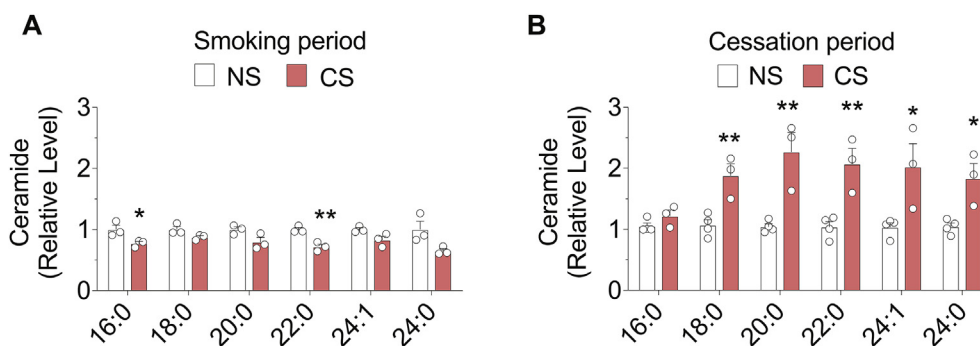 A
Smoking period
NS CS
Ceramide
(Relative Level)
3
2
1
0
*
**
16:0 18:0 20:0 22:0 24:1 24:0
B
Cessation period
NS CS
Ceramide
(Relative Level)
3
2
1
0
**
**
**
*
*
16:0 18:0 20:0 22:0 24:1 24:0